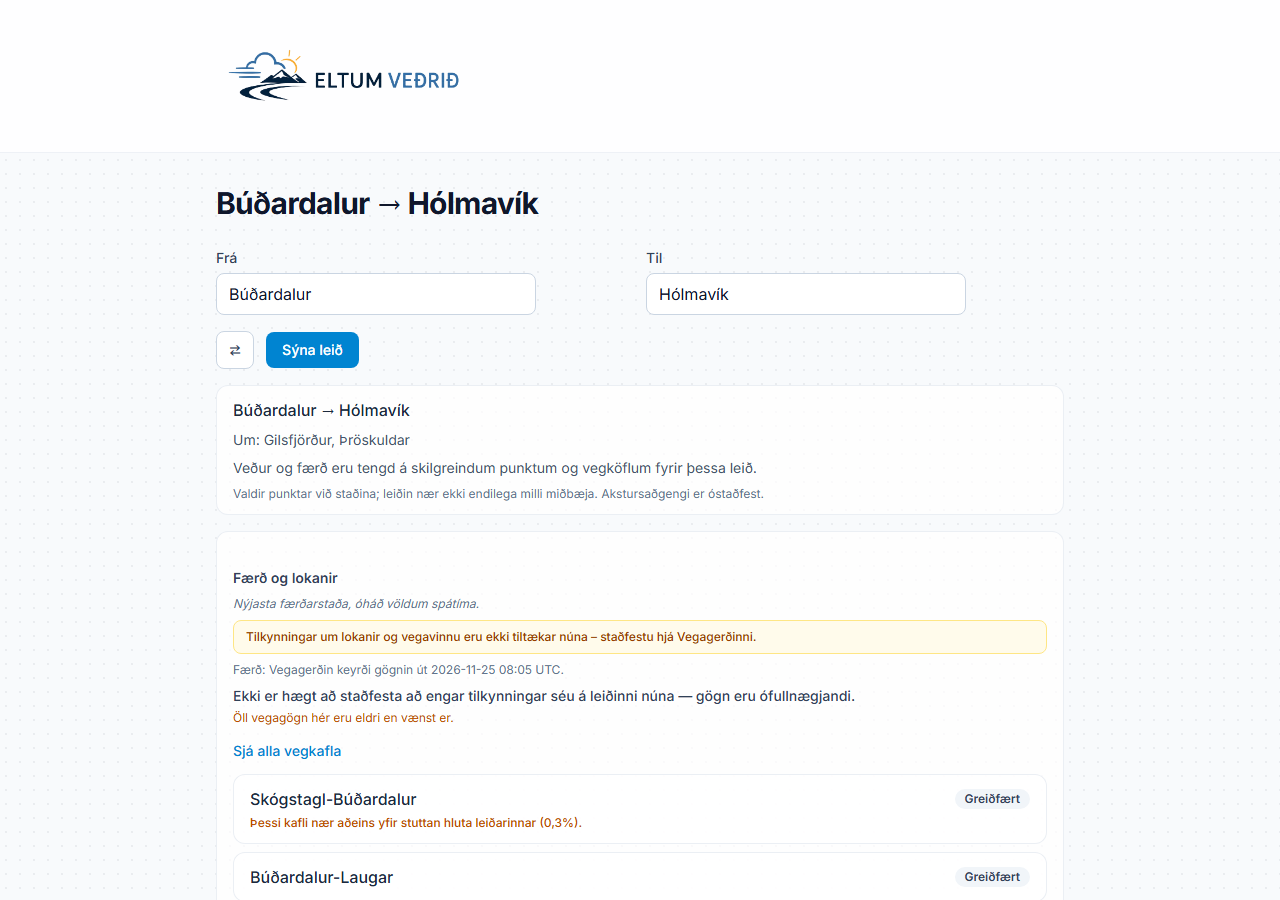 ELTUM VEÐRIÐ
Búðardalur → Hólmavík
Frá
Til
Búðardalur
Hólmavík
⇄
Sýna leið
Búðardalur → Hólmavík
Um: Gilsfjörður, Þröskuldar
Veður og færð eru tengd á skilgreindum punktum og vegköflum fyrir þessa leið.
Valdir punktar við staðina; leiðin nær ekki endilega milli miðbæja. Akstursaðgengi er óstaðfest.
Færð og lokanir
Nýjasta færðarstaða, óháð völdum spátíma.
Tilkynningar um lokanir og vegavinnu eru ekki tiltækar núna – staðfestu hjá Vegagerðinni.
Færð: Vegagerðin keyrði gögnin út 2026-11-25 08:05 UTC.
Ekki er hægt að staðfesta að engar tilkynningar séu á leiðinni núna — gögn eru ófullnægjandi.
Öll vegagögn hér eru eldri en vænst er.
Sjá alla vegkafla
Skógstagl-Búðardalur
Greiðfært
Þessi kafli nær aðeins yfir stuttan hluta leiðarinnar (0,3%).
Búðardalur-Laugar
Greiðfært